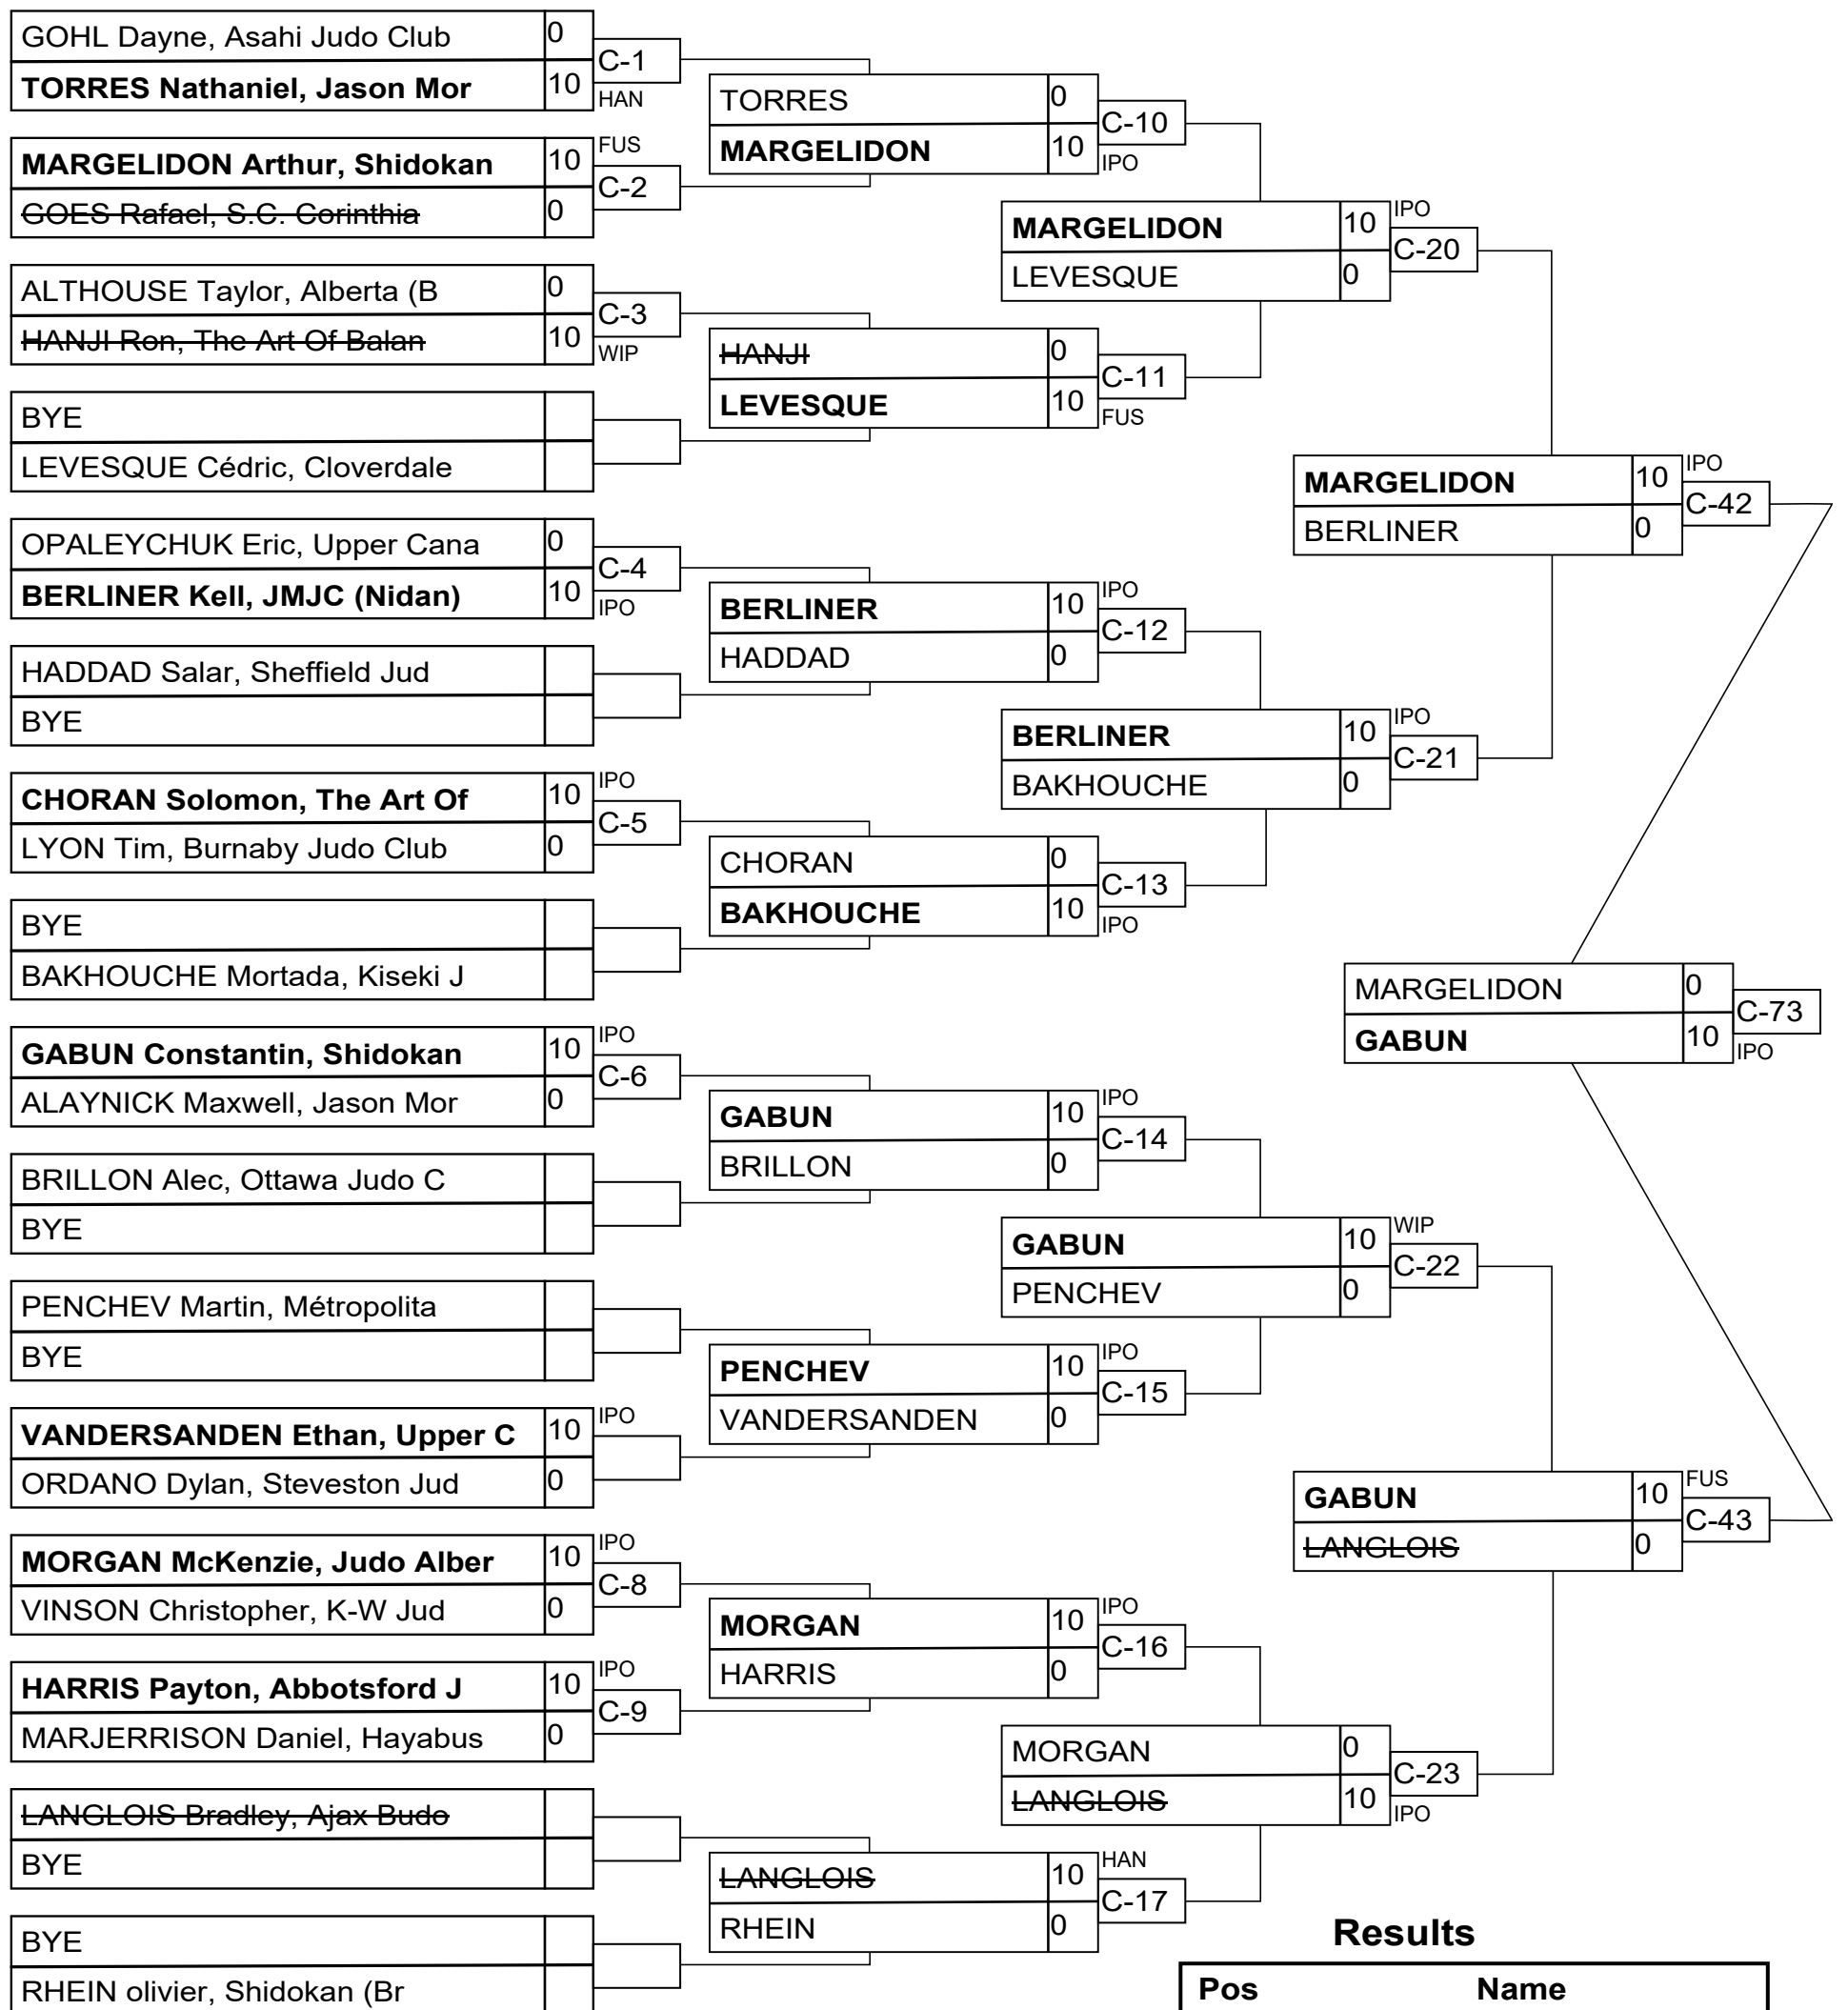 GOHL Dayne, Asahi Judo Club 0
C-1
TORRES Nathaniel, Jason Mor 10
HAN
MARGELIDON Arthur, Shidokan 10
FUS
C-2
GOES Rafael, S.C. Corinthia 0
ALTHOUSE Taylor, Alberta (B 0
C-3
HANJI Ron, The Art Of Balan 10
WIP
BYE
LEVESQUE Cédric, Cloverdale
OPALEYCHUK Eric, Upper Cana 0
C-4
BERLINER Kell, JMJC (Nidan) 10
IPO
HADDAD Salar, Sheffield Jud
BYE
CHORAN Solomon, The Art Of 10
IPO
C-5
LYON Tim, Burnaby Judo Club 0
BYE
BAKHOUCHE Mortada, Kiseki J
GABUN Constantin, Shidokan 10
IPO
C-6
ALAYNICK Maxwell, Jason Mor 0
BRILLON Alec, Ottawa Judo C
BYE
PENCHEV Martin, Métropolita
BYE
VANDERSANDEN Ethan, Upper C 10
IPO
ORDANO Dylan, Steveston Jud 0
MORGAN McKenzie, Judo Alber 10
IPO
C-8
VINSON Christopher, K-W Jud 0
HARRIS Payton, Abbotsford J 10
IPO
C-9
MARJERRISON Daniel, Hayabus 0
LANGLOIS Bradley, Ajax Budo
BYE
BYE
RHEIN olivier, Shidokan (Br
TORRES 0
C-10
MARGELIDON 10
IPO
HANJI 0
C-11
LEVESQUE 10
FUS
BERLINER 10
IPO
C-12
HADDAD 0
CHORAN 0
C-13
BAKHOUCHE 10
IPO
GABUN 10
IPO
C-14
BRILLON 0
PENCHEV 10
IPO
C-15
VANDERSANDEN 0
MORGAN 10
IPO
C-16
HARRIS 0
LANGLOIS 10
HAN
C-17
RHEIN 0
MARGELIDON 10
IPO
C-20
LEVESQUE 0
BERLINER 10
IPO
C-21
BAKHOUCHE 0
GABUN 10
WIP
C-22
PENCHEV 0
MORGAN 0
C-23
LANGLOIS 10
IPO
MARGELIDON 10
IPO
C-42
BERLINER 0
GABUN 10
FUS
C-43
LANGLOIS 0
MARGELIDON 0
C-73
GABUN 10
IPO
Results
Pos Name